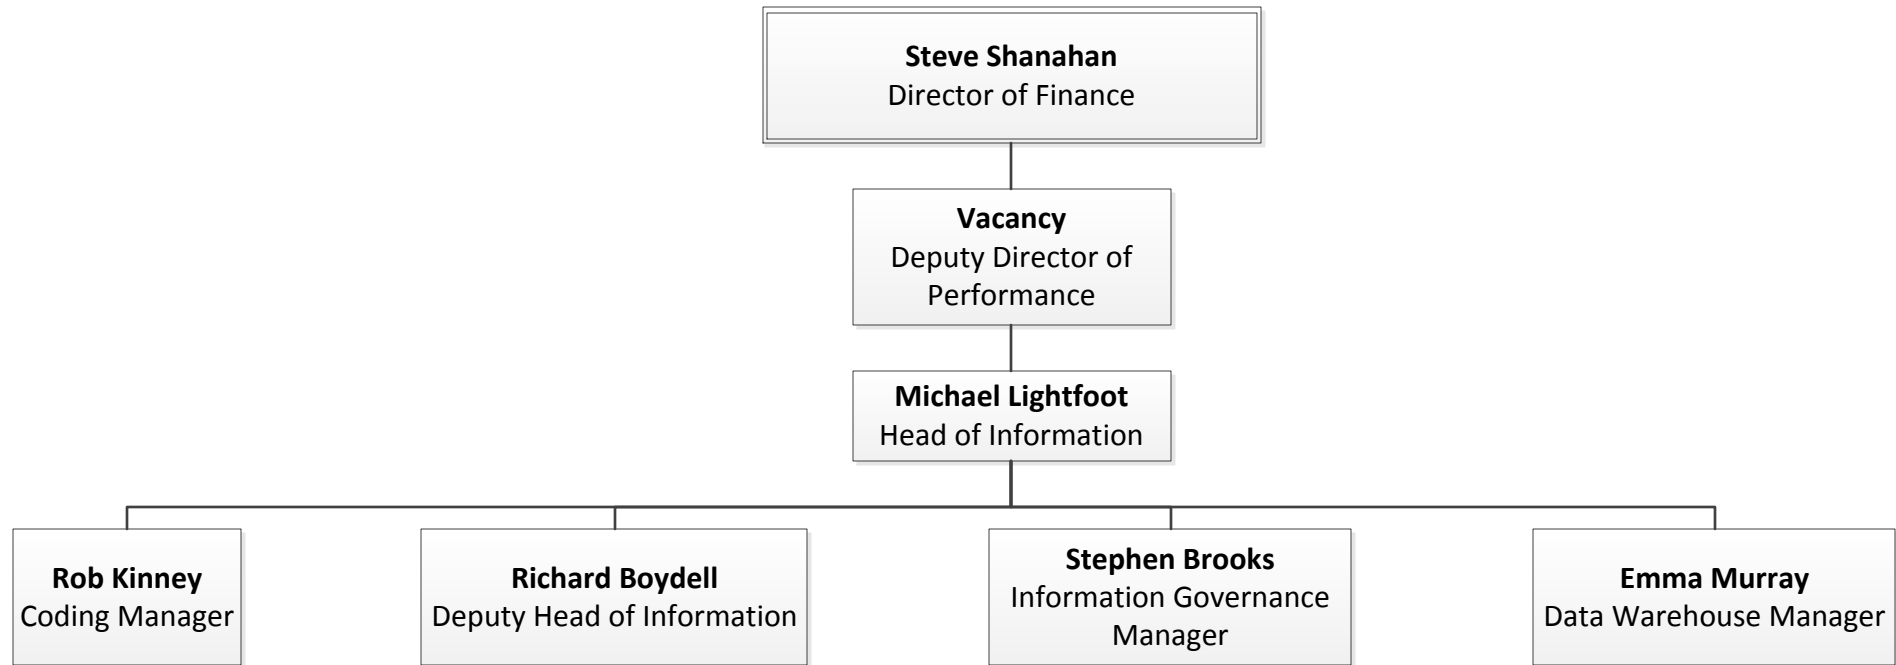 Steve Shanahan
Director of Finance
Vacancy
Deputy Director of
Performance
Michael Lightfoot
Head of Information
Rob Kinney
Coding Manager
Richard Boydell
Deputy Head of Information
Stephen Brooks
Information Governance
Manager
Emma Murray
Data Warehouse Manager